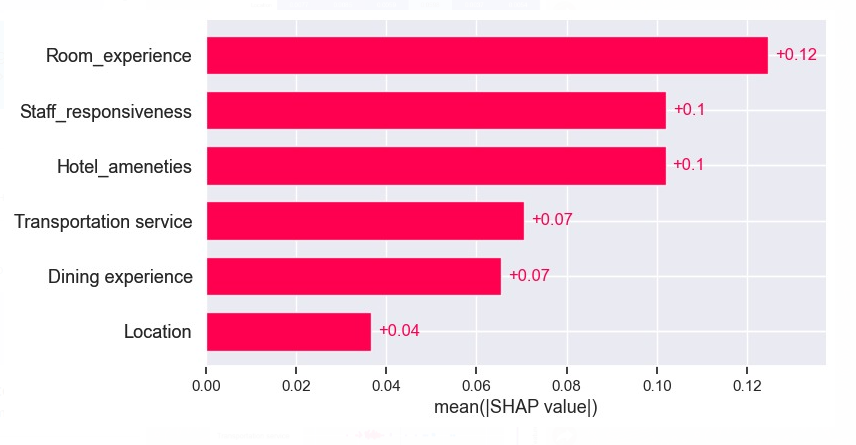 Room_experience
+0.12
Staff_responsiveness
+0.1
Hotel_ameneties
+0.1
Transportation service
+0.07
Dining experience
+0.07
Location
+0.04
0.00 0.02 0.04 0.06 0.08 0.10 0.12
mean(|SHAP value|)